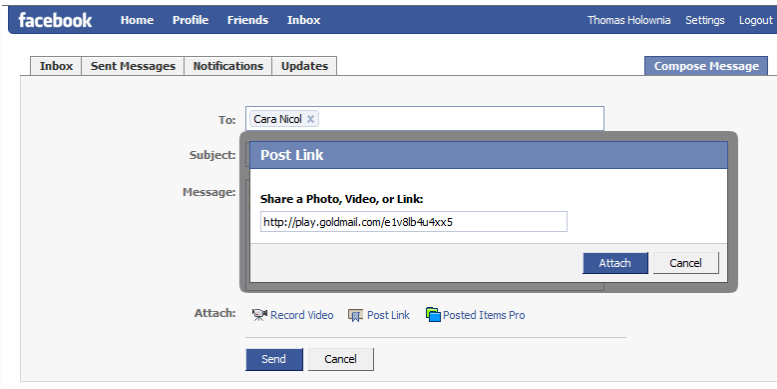 facebook Home Profile Friends Inbox Thomas Holownia Settings Logout
Inbox Sent Messages Notifications Updates Compose Message
To: Cara Nicol x
Subject:
Post Link
Message:
Share a Photo, Video, or Link:
http://play.goldmail.com/e1v8lb4u4xx5
Attach Cancel
Attach: Record Video Post Link Posted Items Pro
Send Cancel